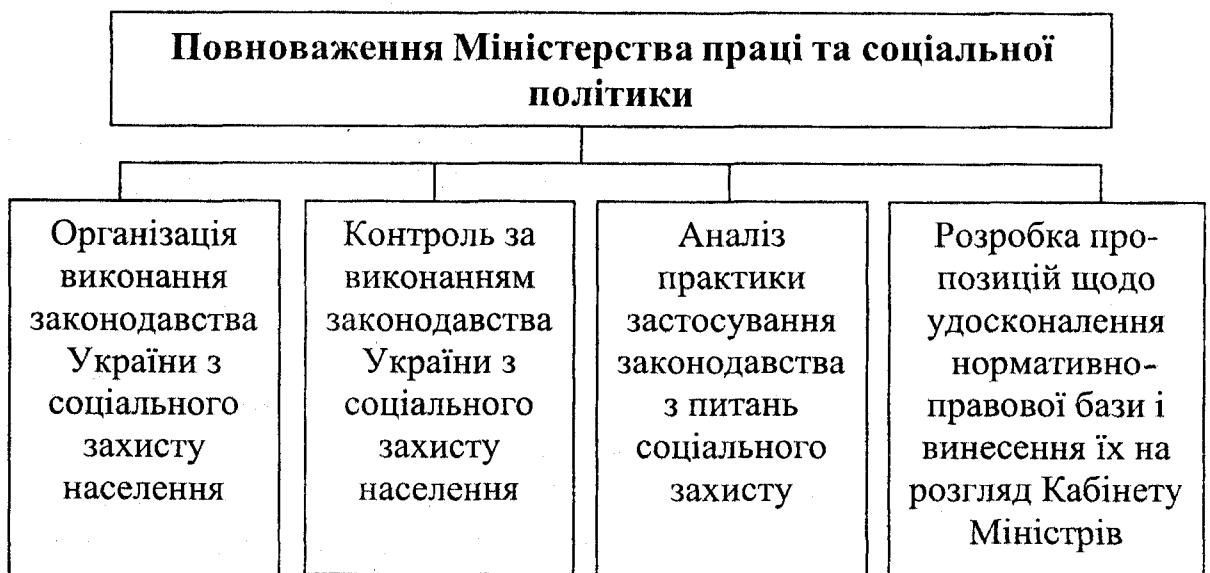 Повноваження Міністерства праці та соціальної
політики
Організація
виконання
законодавства
України з
соціального
захисту
населення
Контроль за
виконанням
законодавства
України з
соціального
захисту
населення
Аналіз
практики
застосування
законодавства
з питань
соціального
захисту
Розробка про-
позицій щодо
удосконалення
нормативно-
правової бази і
винесення їх на
розгляд Кабінету
Міністрів